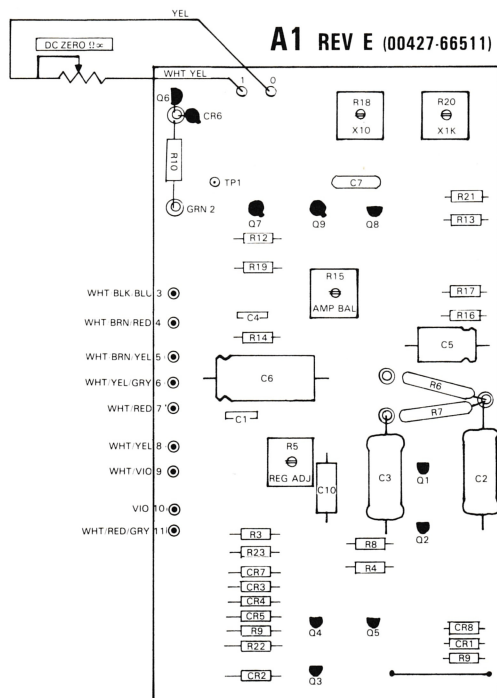 YEL
A1 REV E (00427-66511)
DC ZERO Ω∞
WHT YEL
1 0
Q6
CR6
R18
X10
R20
X1K
R10
TP1
C7
R21
GRN 2
R13
Q7
Q9
Q8
R12
R19
R15
AMP BAL
WHT BLK BLU 3
R17
WHT BRN RED 4
C4
R16
R14
C5
WHT BRN/YEL 5
WHT/YEL/GRY 6
C6
R6
WHT/RED 7
R7
C1
WHT/YEL 8
R5
REG ADJ
WHT/VIO 9
C10
C3
Q1
C2
VIO 10
WHT/RED/GRY 11
Q2
R3
R8
R23
CR7
R4
CR3
CR4
CR5
R9
Q4
Q5
CR8
R22
CR1
R9
CR2
Q3